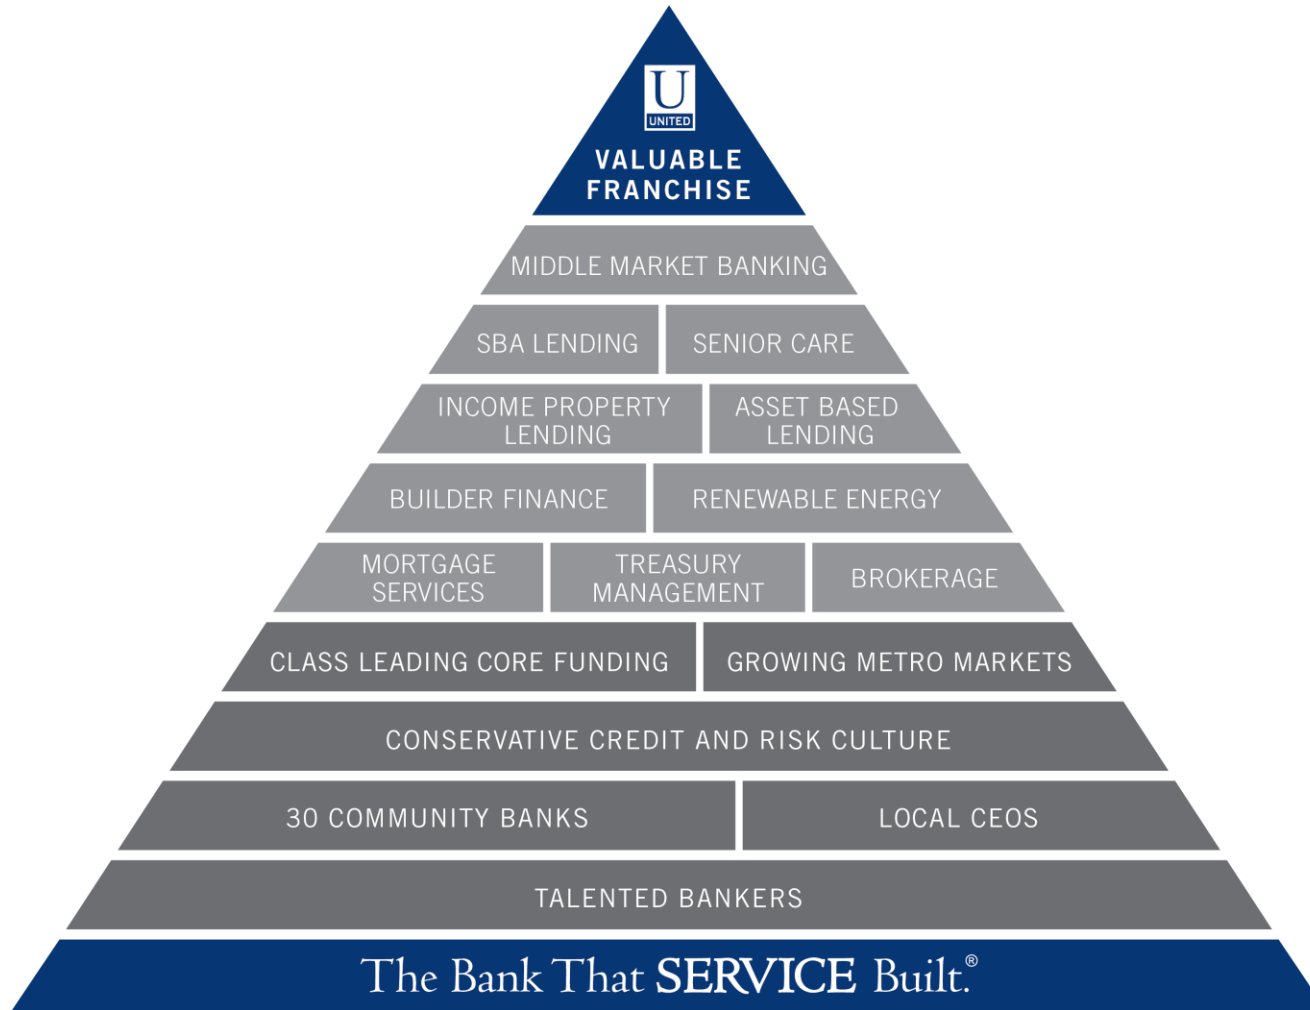 U
UNITED
VALUABLE
FRANCHISE
MIDDLE MARKET BANKING
SBA LENDING
SENIOR CARE
INCOME PROPERTY
LENDING
ASSET BASED
LENDING
BUILDER FINANCE
RENEWABLE ENERGY
MORTGAGE
SERVICES
TREASURY
MANAGEMENT
BROKERAGE
CLASS LEADING CORE FUNDING
GROWING METRO MARKETS
CONSERVATIVE CREDIT AND RISK CULTURE
30 COMMUNITY BANKS
LOCAL CEOS
TALENTED BANKERS
The Bank That SERVICE Built.®